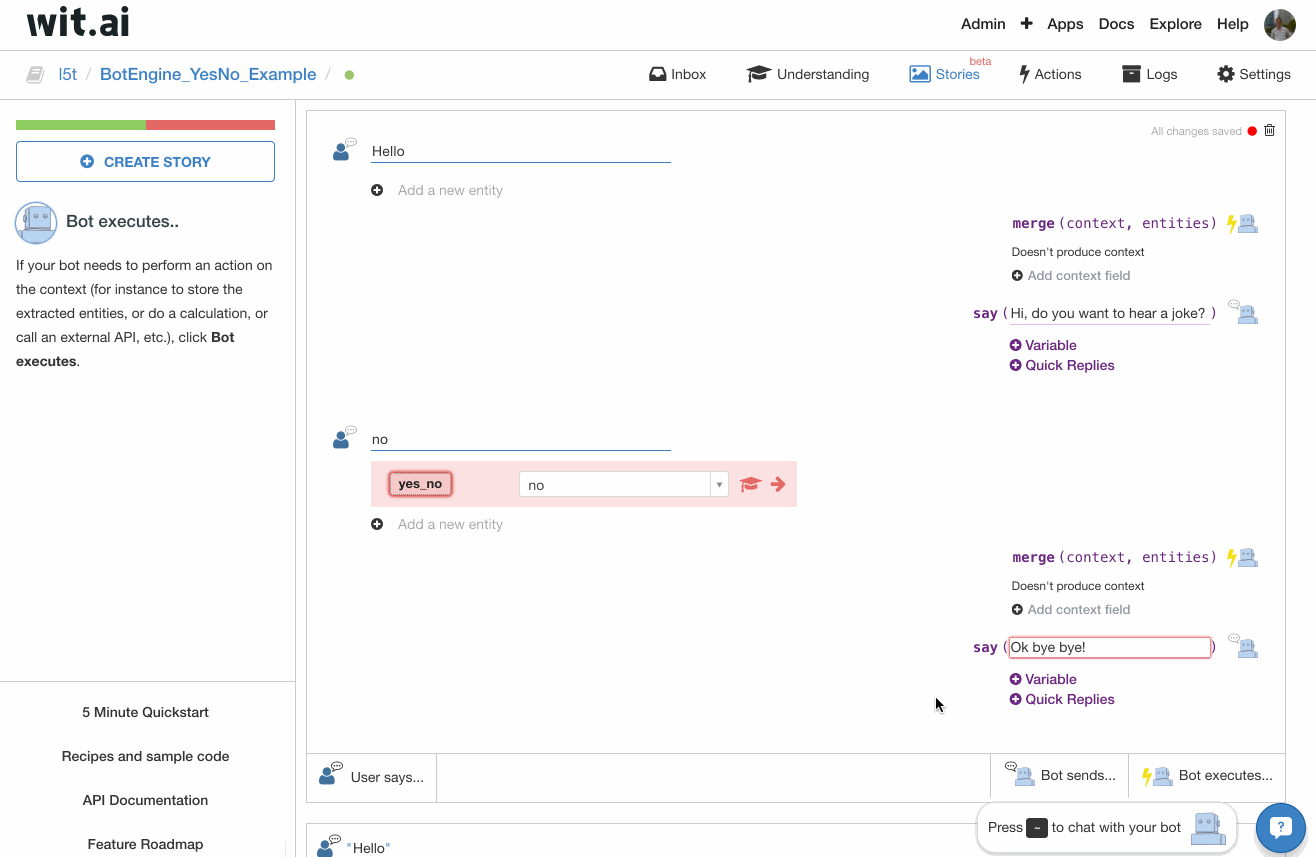 wit.ai
Admin + Apps Docs Explore Help
l5t / BotEngine_YesNo_Example /
Inbox Understanding Stories beta Actions Logs Settings
CREATE STORY
Bot executes..
If your bot needs to perform an action on
the context (for instance to store the
extracted entities, or do a calculation, or
call an external API, etc.), click Bot
executes.
5 Minute Quickstart
Recipes and sample code
API Documentation
Feature Roadmap
All changes saved
Hello
Add a new entity
merge(context, entities)
Doesn't produce context
Add context field
say (Hi, do you want to hear a joke? )
Variable
Quick Replies
no
yes_no no
Add a new entity
merge(context, entities)
Doesn't produce context
Add context field
say (Ok bye bye! )
Variable
Quick Replies
User says... Bot sends... Bot executes...
Press ~ to chat with your bot
"Hello"